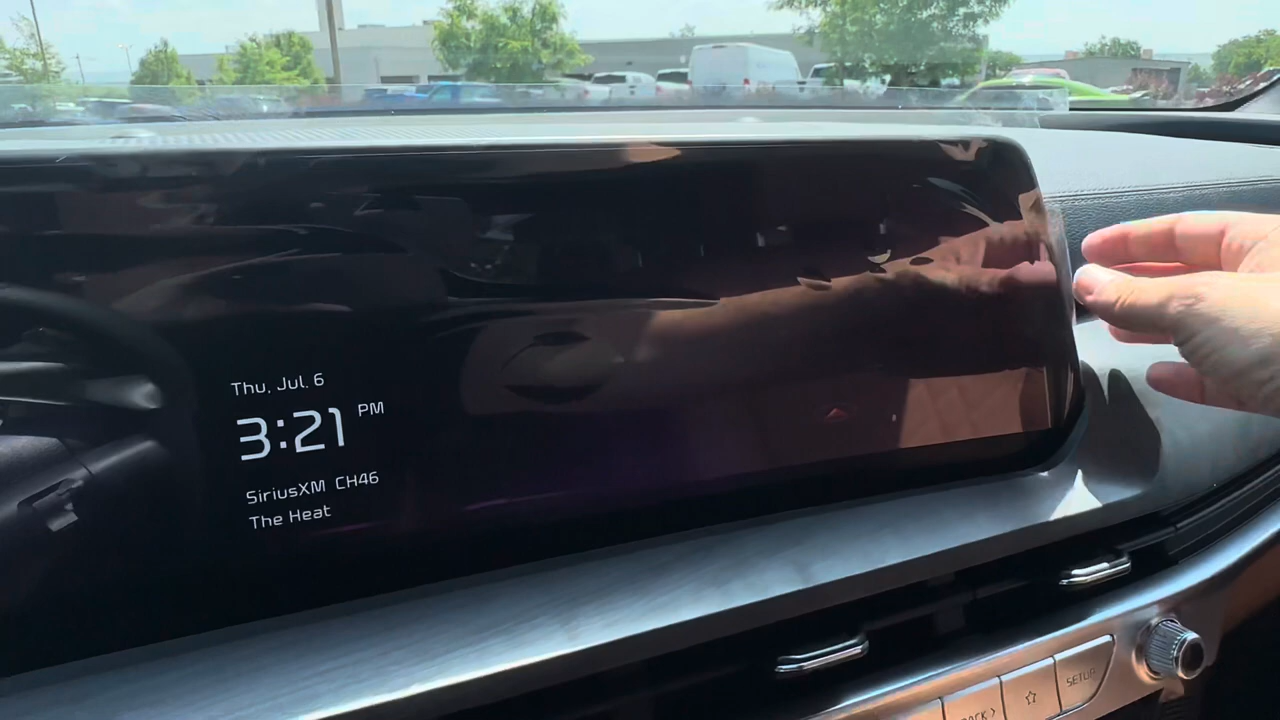 Thu, Jul. 6
3:21 PM
SiriusXM CH46
The Heat
SETUP